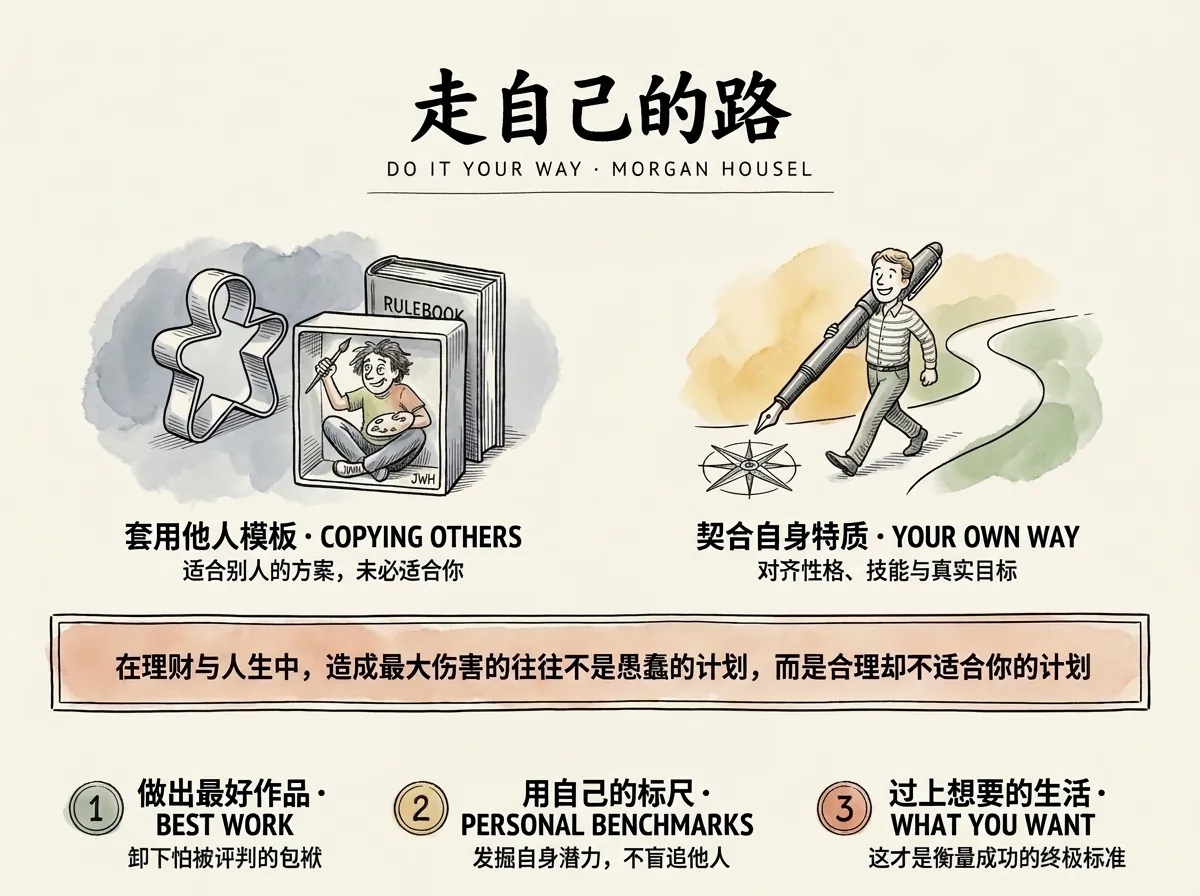 走自己的路
DO IT YOUR WAY · MORGAN HOUSEL
RULEBOOK
JWH
套用他人模板 · COPYING OTHERS
适合别人的方案，未必适合你
契合自身特质 · YOUR OWN WAY
对齐性格、技能与真实目标
在理财与人生中，造成最大伤害的往往不是愚蠢的计划，而是合理却不适合你的计划
1
做出最好作品 ·
BEST WORK
卸下怕被评判的包袱
2
用自己的标尺 ·
PERSONAL BENCHMARKS
发掘自身潜力，不盲追他人
3
过上想要的生活 ·
WHAT YOU WANT
这才是衡量成功的终极标准